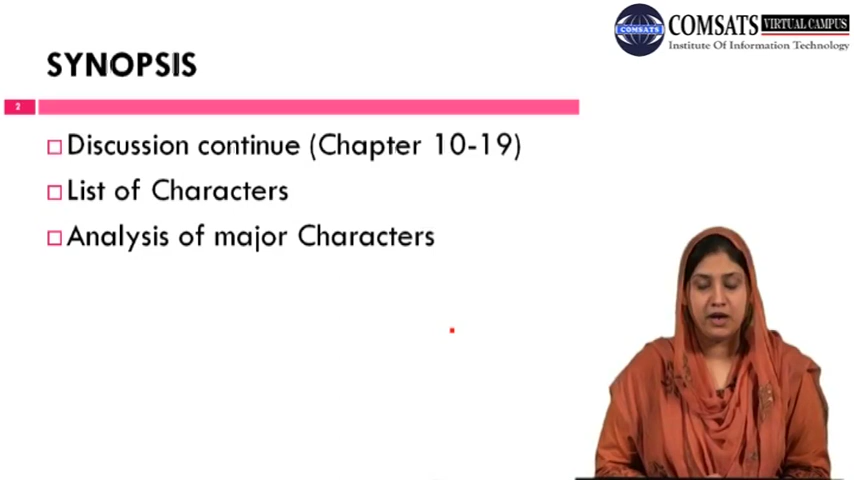 COMSATS VIRTUAL CAMPUS
COMSATS
Institute Of Information Technology
SYNOPSIS
2
Discussion continue (Chapter 10-19)
List of Characters
Analysis of major Characters